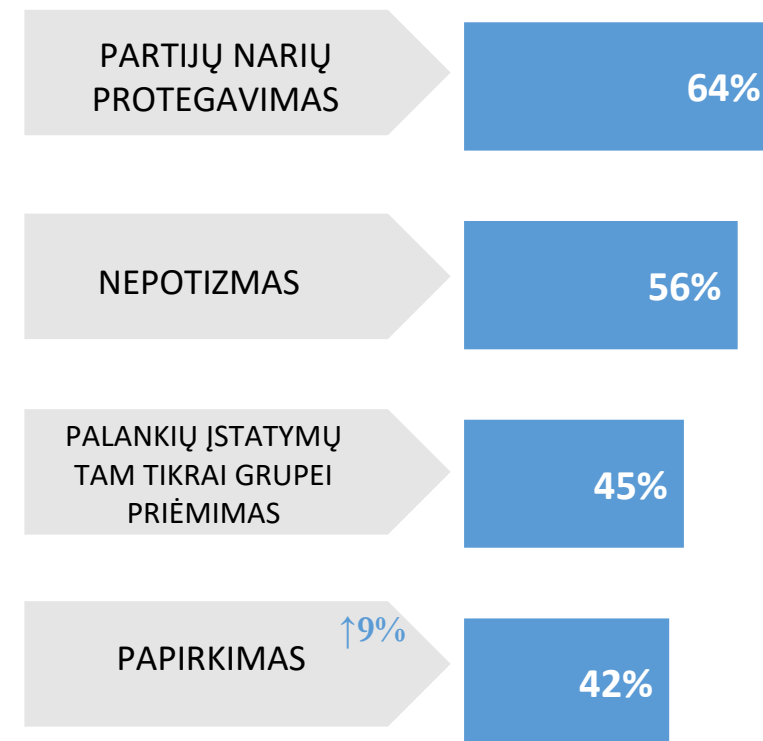 PARTIJŲ NARIŲ
PROTEGAVIMAS
64%
NEPOTIZMAS
56%
PALANKIŲ ĮSTATYMŲ
TAM TIKRAI GRUPEI
PRIĖMIMAS
45%
PAPIRKIMAS
↑9%
42%